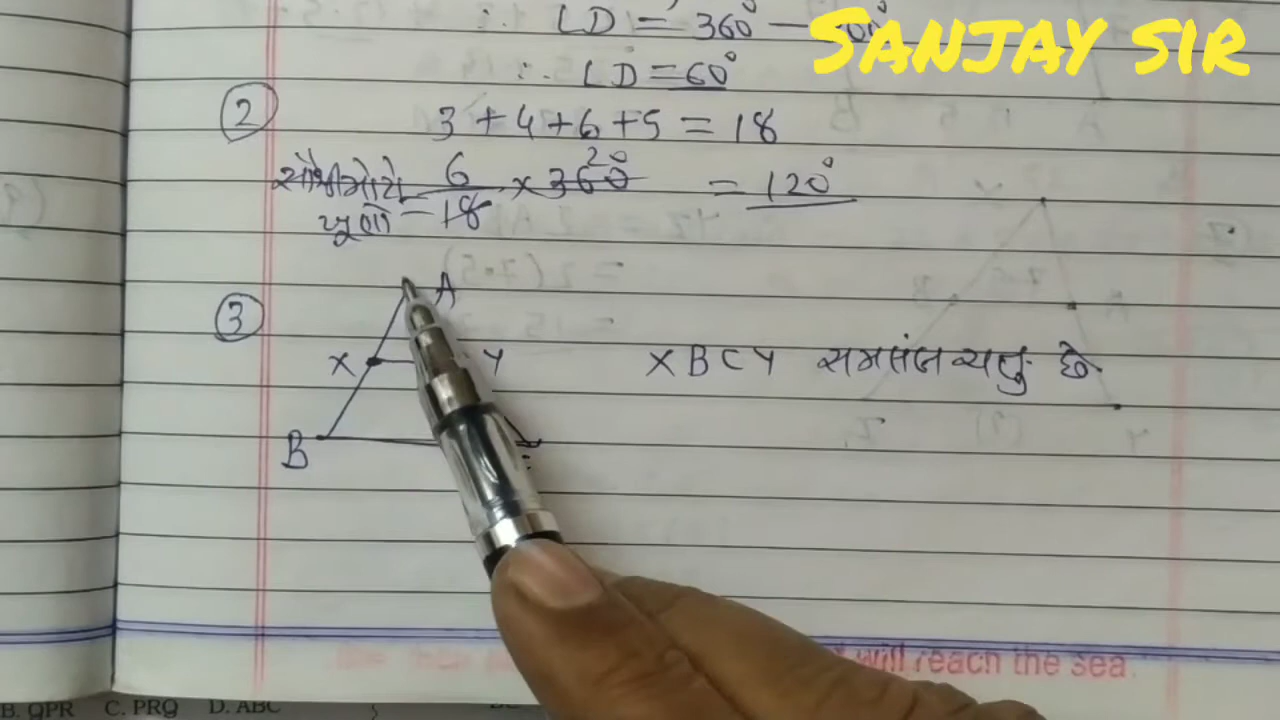 ∴ ∠D = 360° –
SANJAY SIR
∴ ∠D = 60°
② 3 + 4 + 6 + 5 = 18
6/18 × 360° 20 = 120°
ખૂણો =
③ A
X Y XBCY સમલંબ ચતુ. છે.
B
will reach the sea.
B. QPR C. PRQ D. ABC